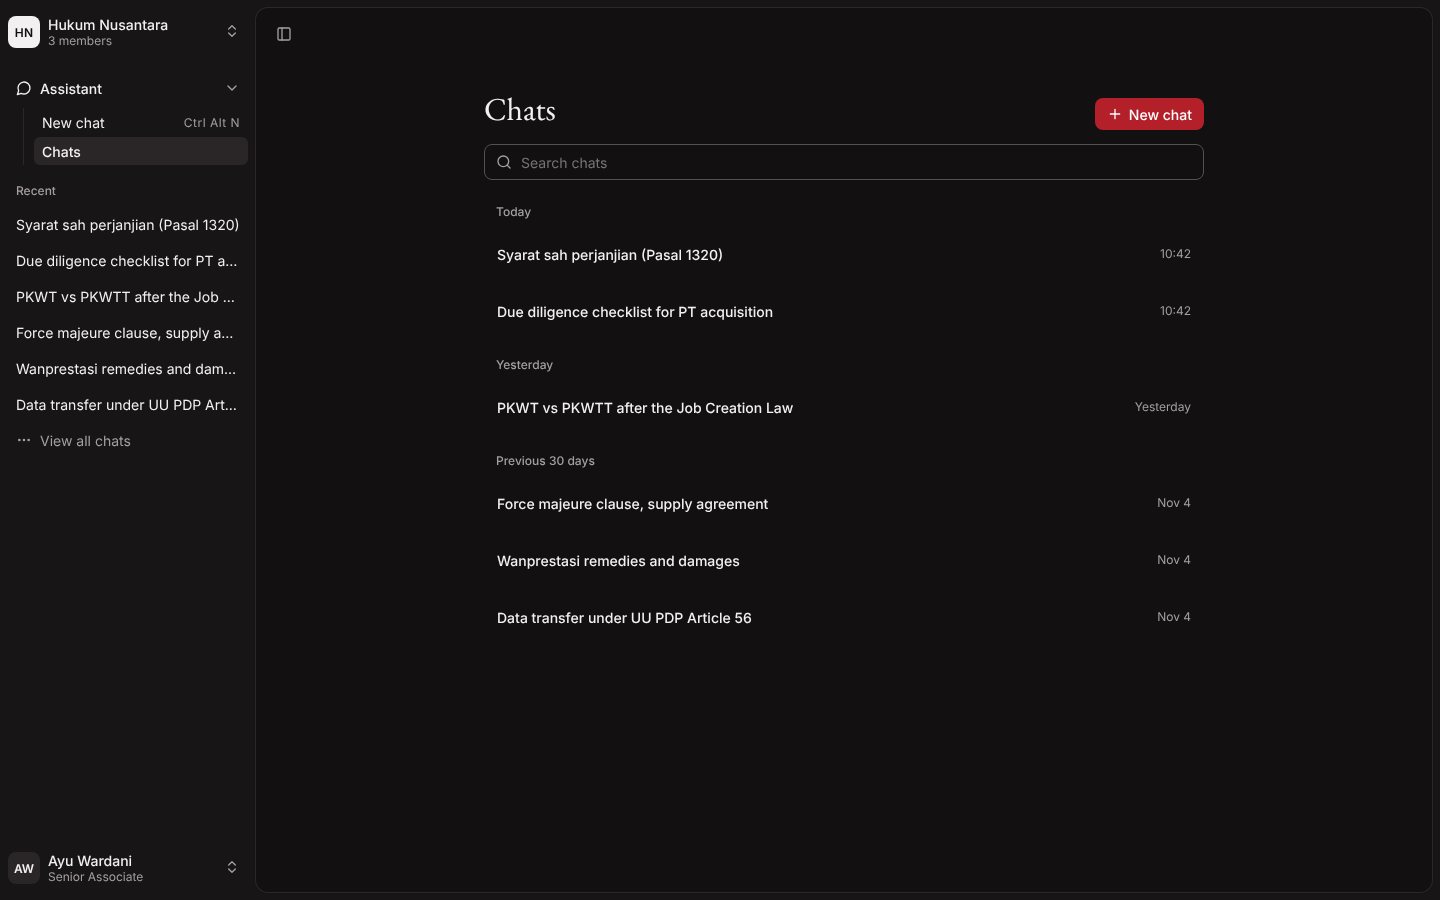 HN
Hukum Nusantara
3 members
Assistant
New chat Ctrl Alt N
Chats
Recent
Syarat sah perjanjian (Pasal 1320)
Due diligence checklist for PT a...
PKWT vs PKWTT after the Job ...
Force majeure clause, supply a...
Wanprestasi remedies and dam...
Data transfer under UU PDP Art...
View all chats
AW
Ayu Wardani
Senior Associate
Chats
New chat
Search chats
Today
Syarat sah perjanjian (Pasal 1320) 10:42
Due diligence checklist for PT acquisition 10:42
Yesterday
PKWT vs PKWTT after the Job Creation Law Yesterday
Previous 30 days
Force majeure clause, supply agreement Nov 4
Wanprestasi remedies and damages Nov 4
Data transfer under UU PDP Article 56 Nov 4